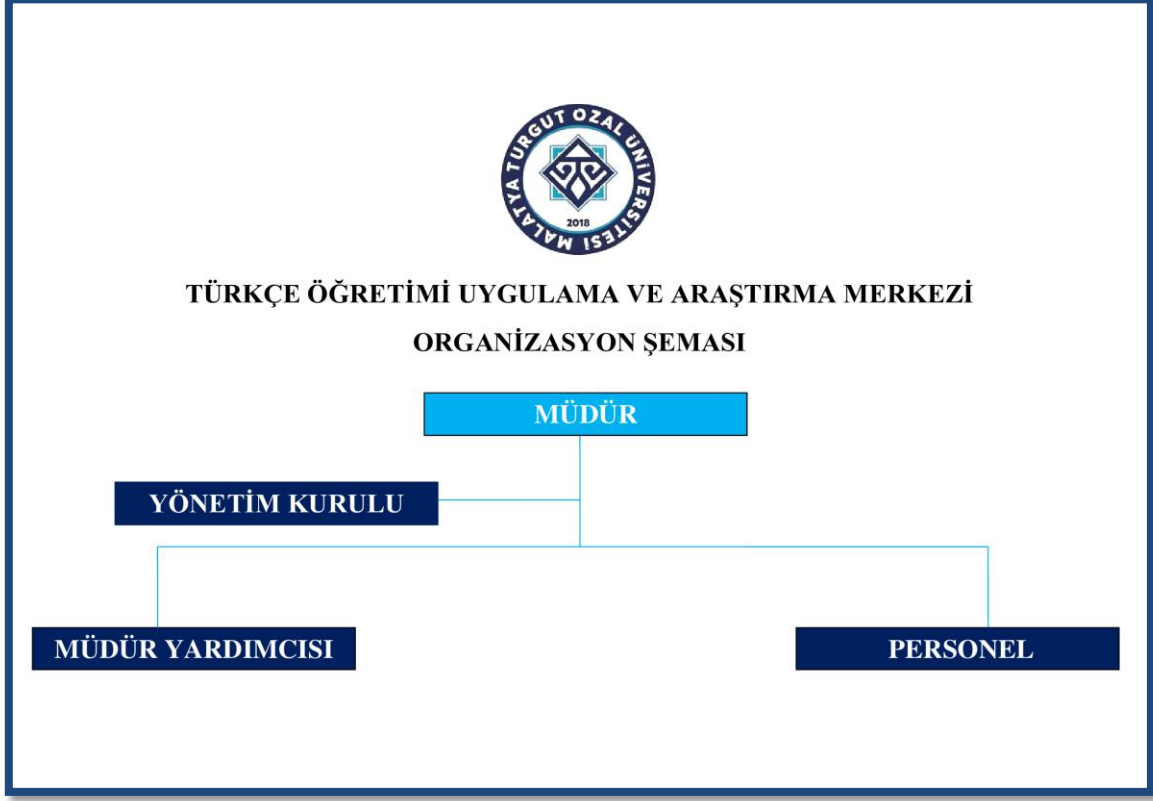 MALATYA TURGUT ÖZAL ÜNİVERSİTESİ
2018
TÜRKÇE ÖĞRETİMİ UYGULAMA VE ARAŞTIRMA MERKEZİ
ORGANİZASYON ŞEMASI
MÜDÜR
YÖNETİM KURULU
MÜDÜR YARDIMCISI
PERSONEL